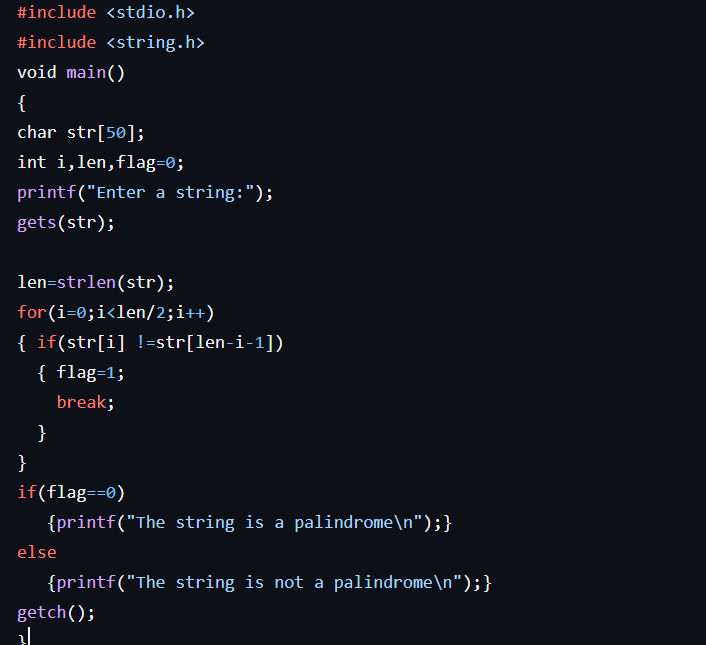 #include <stdio.h>
#include <string.h>
void main()
{
char str[50];
int i,len,flag=0;
printf("Enter a string:");
gets(str);

len=strlen(str);
for(i=0;i<len/2;i++)
{ if(str[i] !=str[len-i-1])
  { flag=1;
    break;
  }
}
if(flag==0)
   {printf("The string is a palindrome\n");}
else
   {printf("The string is not a palindrome\n");}
getch();
}